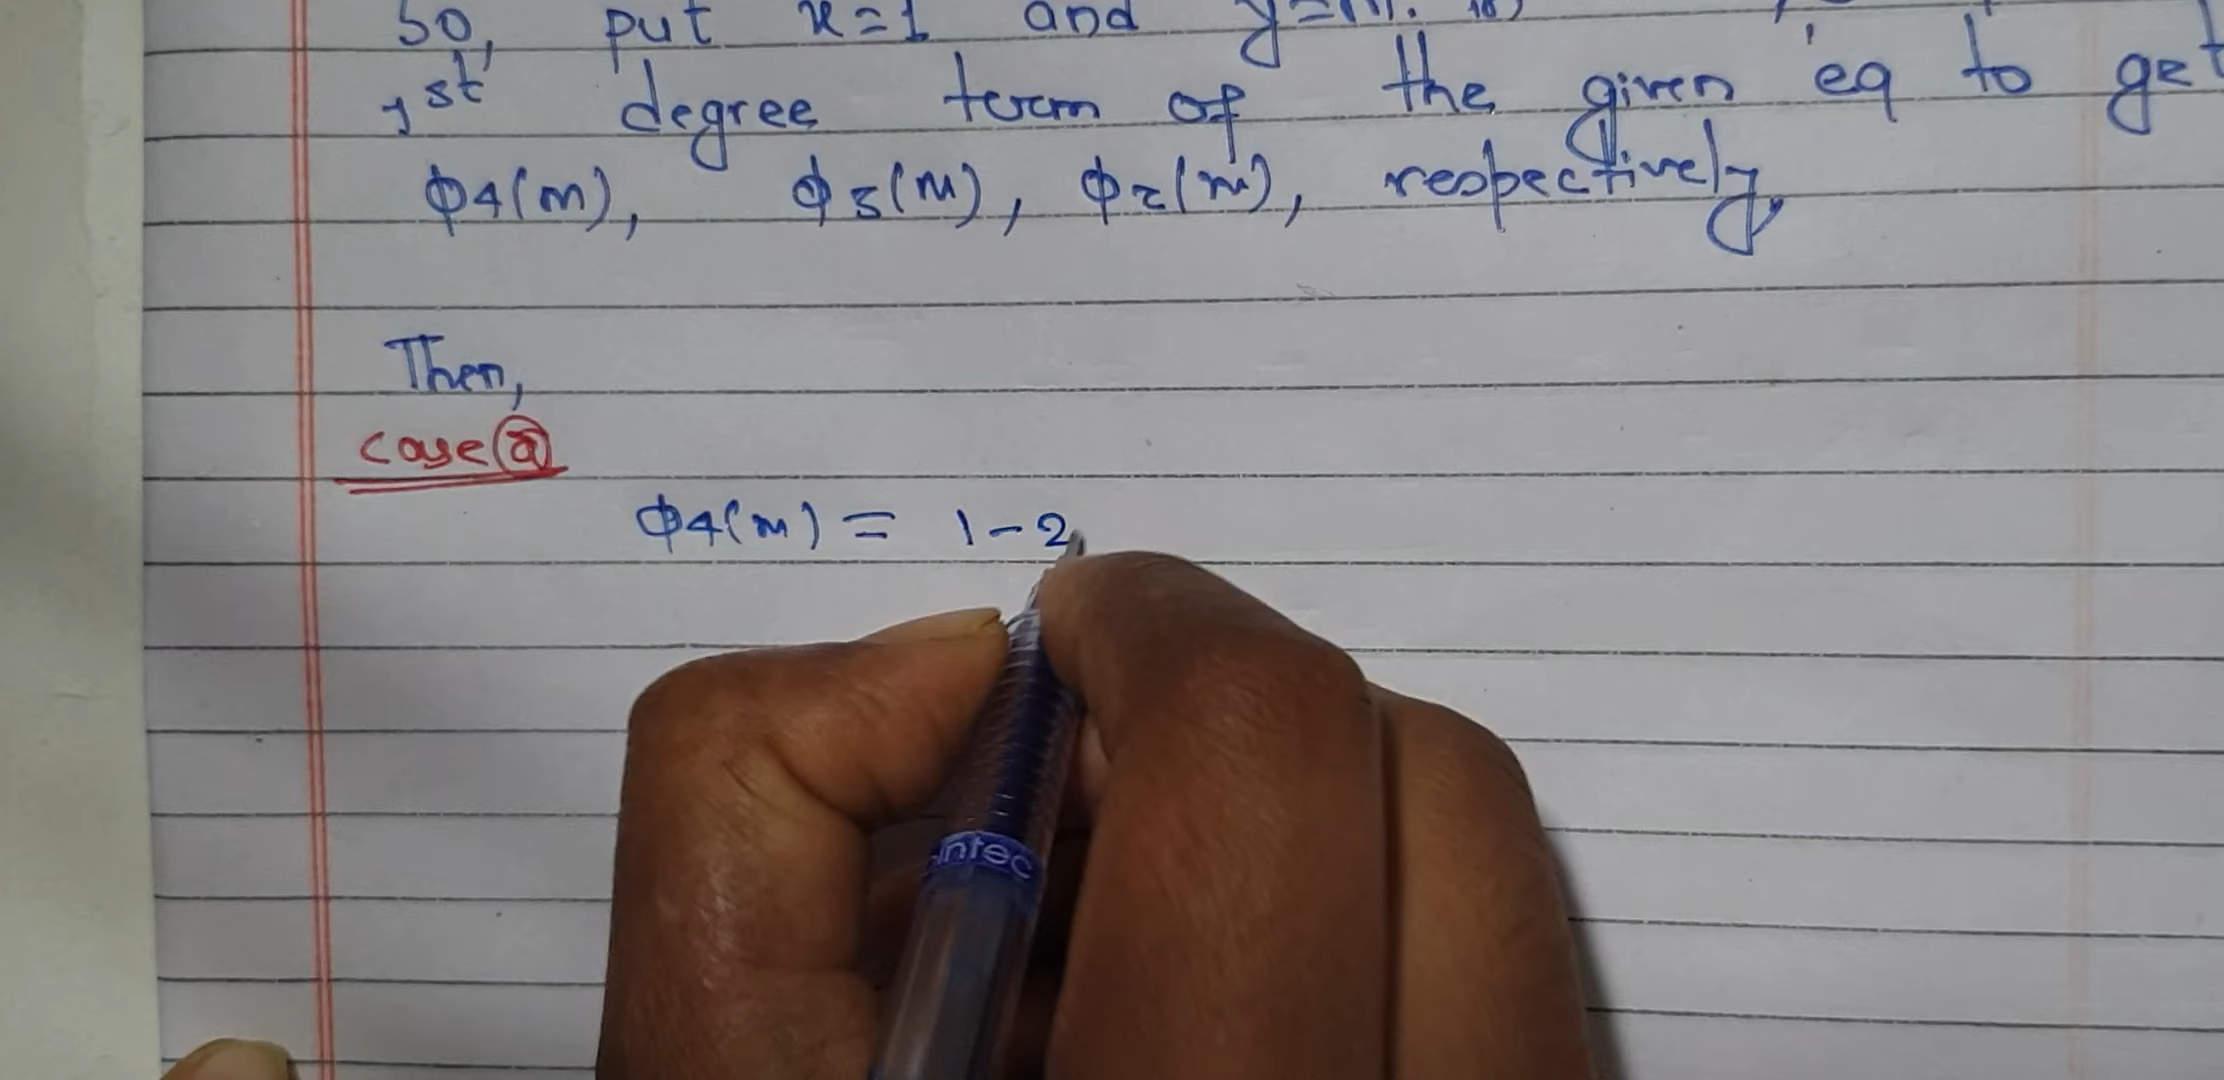 So, put x=1 and y=m. in
1st degree term of the given eq to get
ϕ4(m), ϕ3(m), ϕ2(m), respectively
Then,
case ⓐ
ϕ4(m) = 1-2
intec